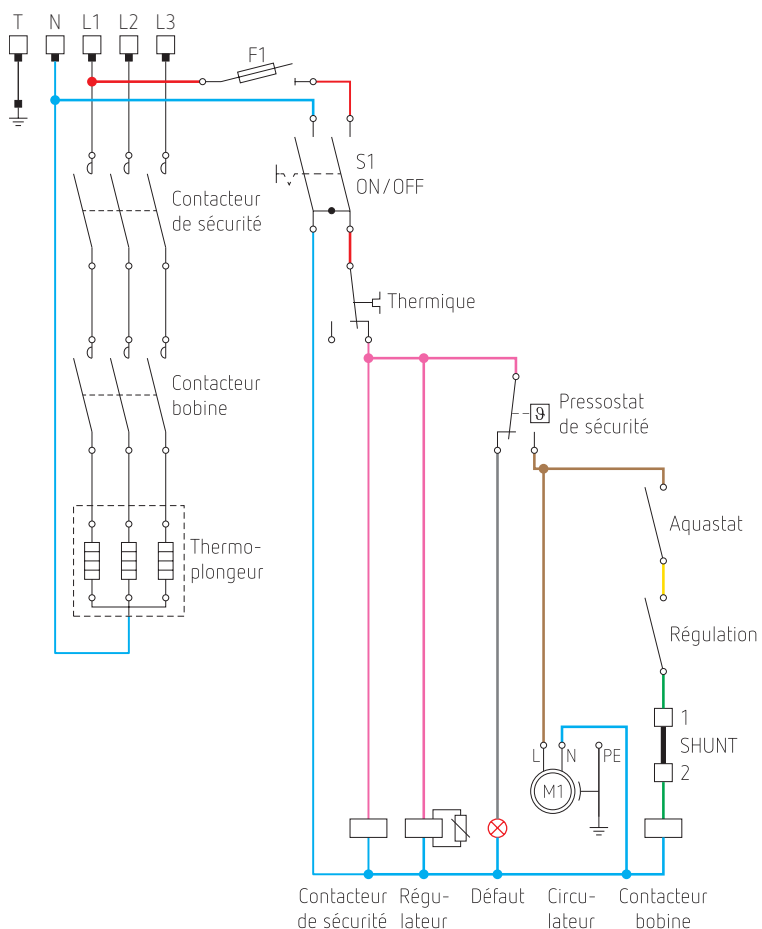 T N L1 L2 L3
F1
S1
ON/OFF
Contacteur
de sécurité
Thermique
Contacteur
bobine
Pressostat
de sécurité
ϑ
Aquastat
Thermo-
plongeur
Régulation
1
SHUNT
2
L N PE
M1
Contacteur
de sécurité
Régu-
lateur
Défaut
Circu-
lateur
Contacteur
bobine